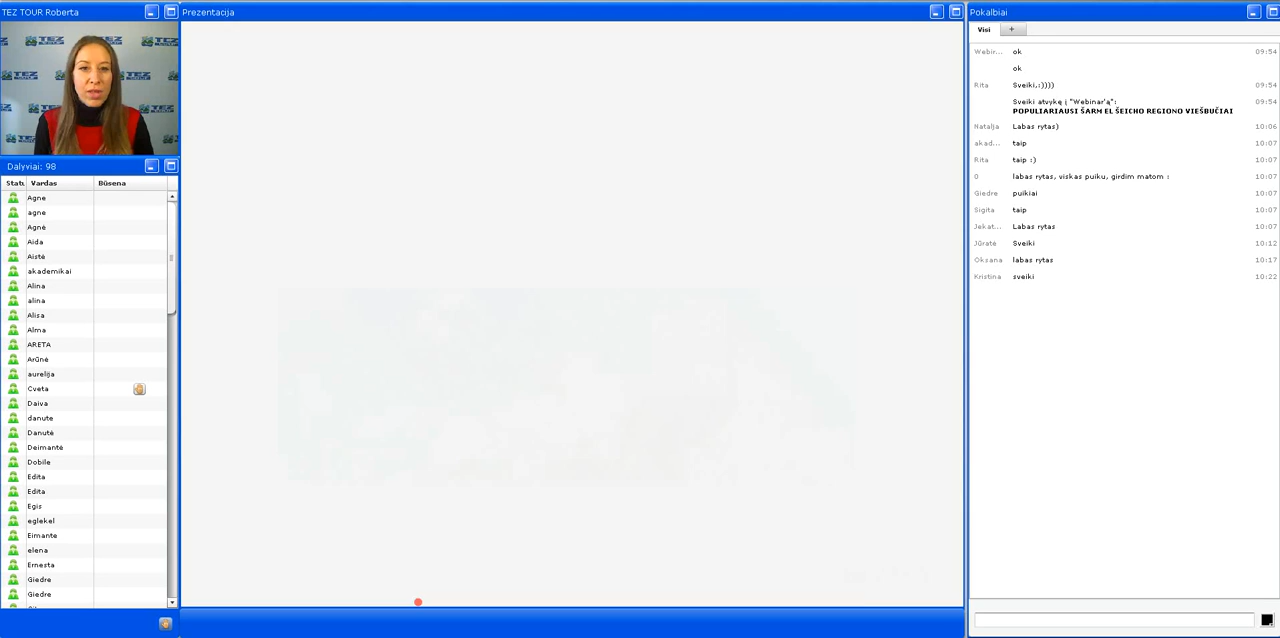 TEZ TOUR Roberta
TEZ
TEZ
Dalyviai: 98
Statu Vardas Būsena
Agne
agne
Agnė
Aida
Aistė
akademikai
Alina
alina
Alisa
Alma
ARETA
Arūnė
aurelija
Cveta
Daiva
danute
Danutė
Deimantė
Dobile
Edita
Edita
Egis
eglekel
Eimante
elena
Ernesta
Giedre
Giedre
Prezentacija
Pokalbiai
Visi +
Webir... ok 09:54
ok
Rita Sveiki,:)))) 09:54
Sveiki atvykę į "Webinar'ą": 09:54
POPULIARIAUSI ŠARM EL ŠEICHO REGIONO VIEŠBUČIAI
Natalja Labas rytas) 10:06
akad... taip 10:07
Rita taip :) 10:07
0 labas rytas, viskas puiku, girdim matom : 10:07
Giedre puikiai 10:07
Sigita taip 10:07
Jekat... Labas rytas 10:07
Jūratė Sveiki 10:12
Oksana labas rytas 10:17
Kristina sveiki 10:22